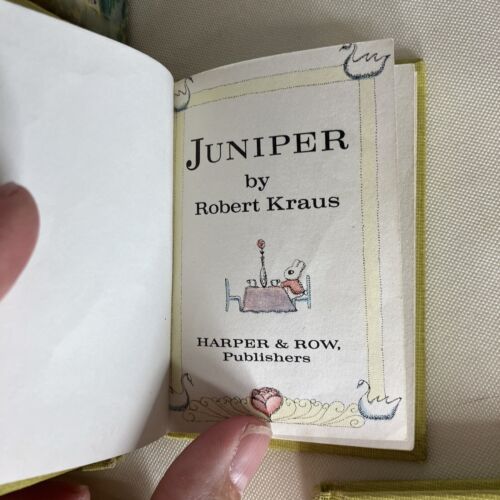 JUNIPER
by
Robert Kraus
HARPER & ROW,
Publishers